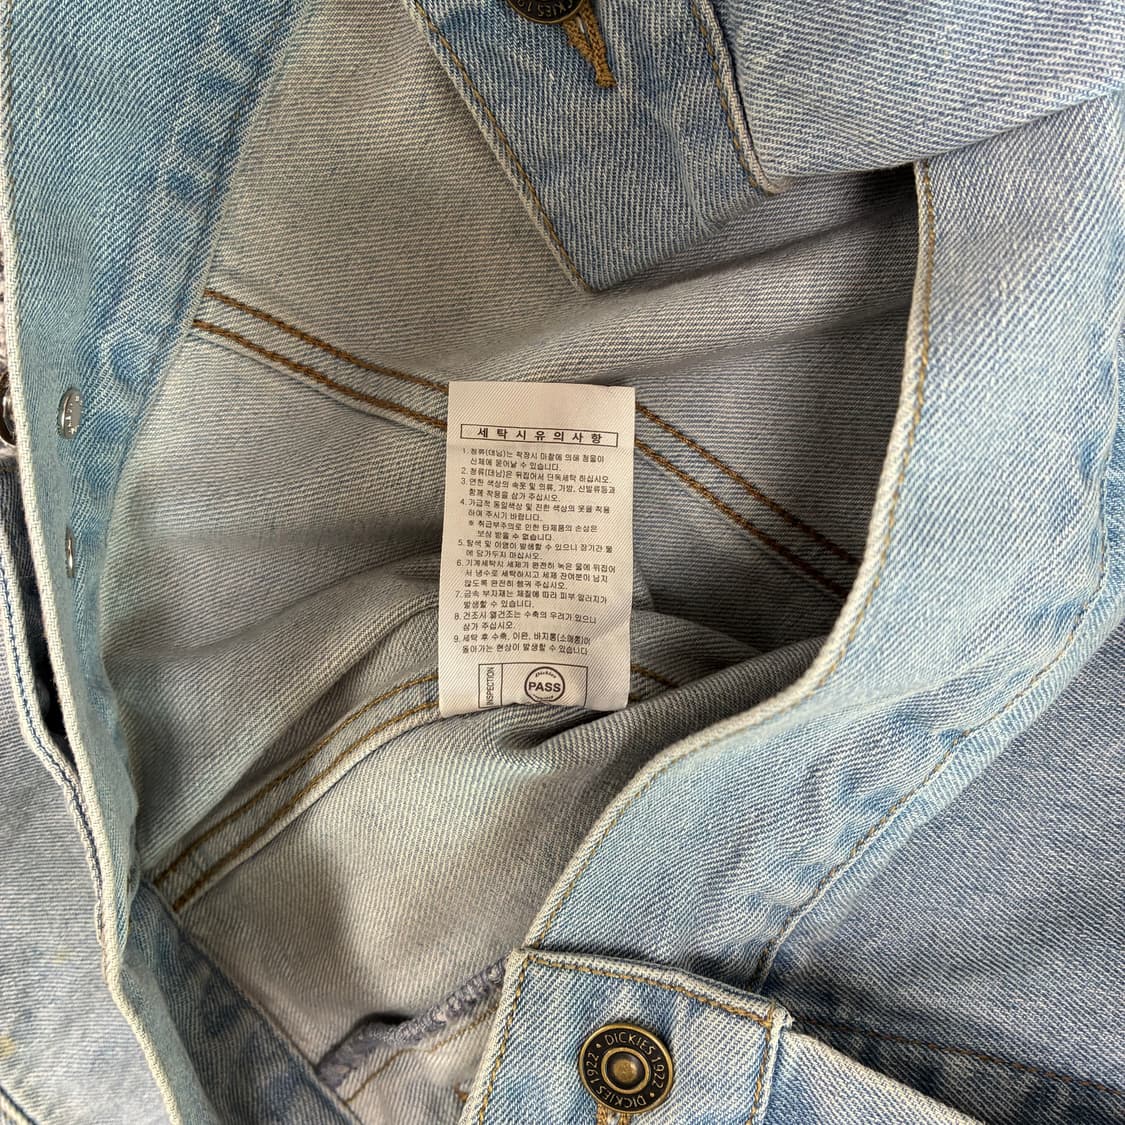 DICKIES 19
세탁시유의사항
1. 청류(데님)는 착장시 마찰에 의해 청물이
신체에 묻어날 수 있습니다.
2. 청류(데님)은 뒤집어서 단독세탁 하십시오.
3. 연한 색상의 속옷 및 의류, 가방, 신발류등과
함께 착용을 삼가 주십시오.
4. 가급적 동일색상 및 진한 색상의 옷을 착용
하여 주시기 바랍니다.
※ 취급부주의로 인한 타제품의 손상은
보상 받을 수 없습니다.
5. 탈색 및 이염이 발생할 수 있으니 장기간 물
에 담가두지 마십시오.
6. 기계세탁시 세제가 완전히 녹은 물에 뒤집어
서 냉수로 세탁하시고 세제 잔여분이 남지
않도록 완전히 헹궈 주십시오.
7. 금속 부자재는 체질에 따라 피부 알러지가
발생할 수 있습니다.
8. 건조시 열건조는 수축의 우려가 있으니
삼가 주십시오.
9. 세탁 후 수축, 이완, 바지통(소매통)이
돌아가는 현상이 발생할 수 있습니다
INSPECTION
Dickies
PASS
DICKIES 1922 • DICKIES 1922 •